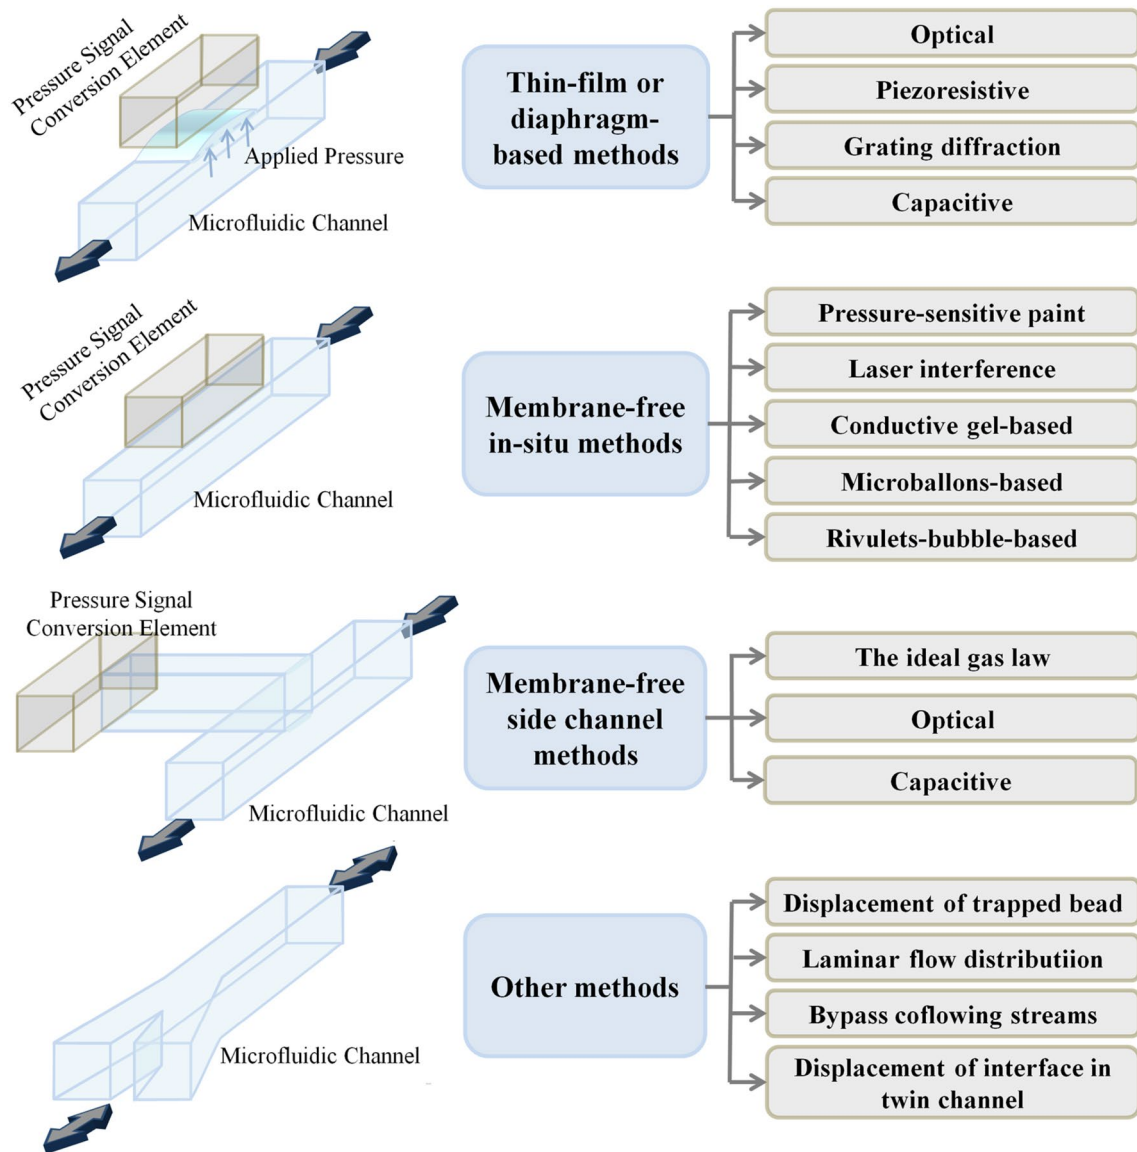 Pressure Signal
Conversion Element
Applied Pressure
Microfluidic Channel
Thin-film or
diaphragm-
based methods
Optical
Piezoresistive
Grating diffraction
Capacitive
Pressure Signal
Conversion Element
Microfluidic Channel
Membrane-free
in-situ methods
Pressure-sensitive paint
Laser interference
Conductive gel-based
Microballons-based
Rivulets-bubble-based
Pressure Signal
Conversion Element
Microfluidic Channel
Membrane-free
side channel
methods
The ideal gas law
Optical
Capacitive
Microfluidic Channel
Other methods
Displacement of trapped bead
Laminar flow distributiion
Bypass coflowing streams
Displacement of interface in
twin channel